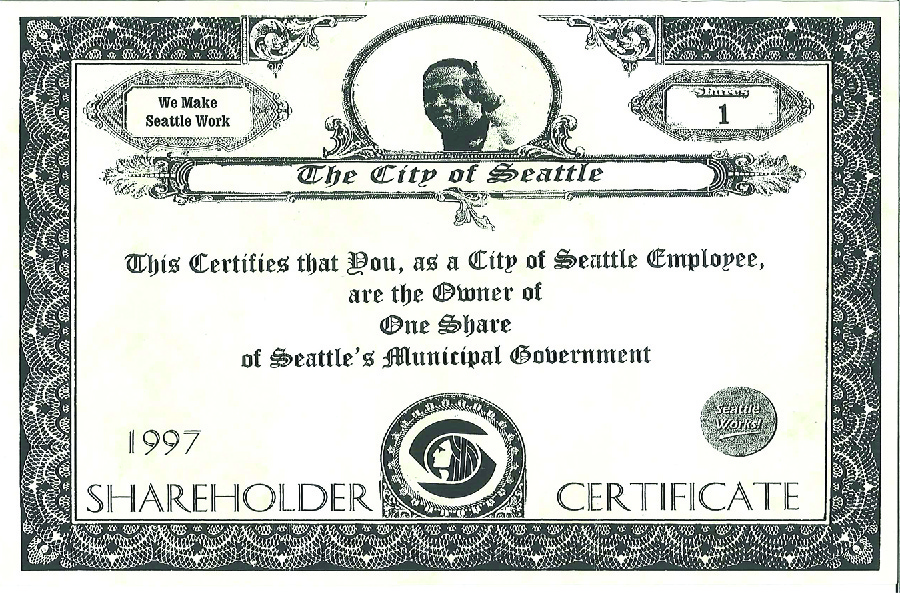 We Make
Seattle Work
Shares
1
The City of Seattle
This Certifies that You, as a City of Seattle Employee,
are the Owner of
One Share
of Seattle's Municipal Government
Seattle
Works!
1997
SHAREHOLDER CERTIFICATE